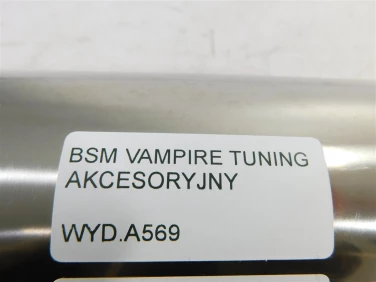 BSM VAMPIRE TUNING
AKCESORYJNY
WYD.A569